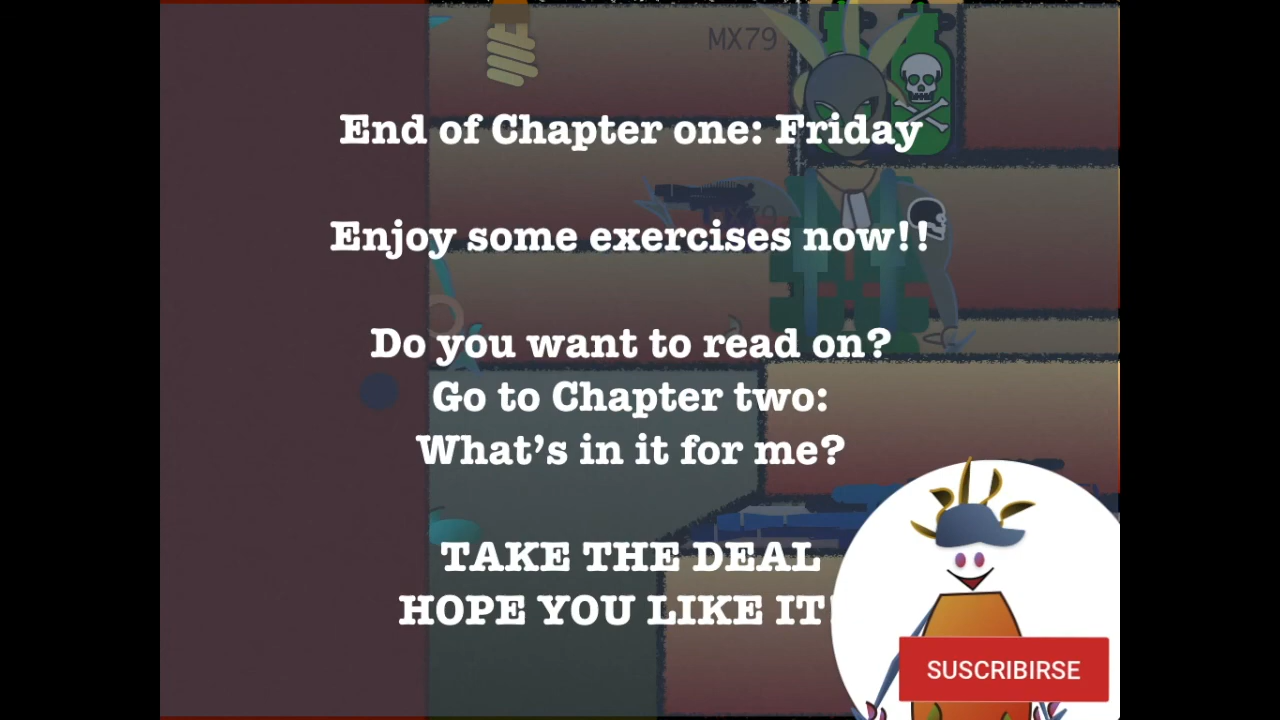 MX79
End of Chapter one: Friday
MX79
Enjoy some exercises now!!
Do you want to read on?
Go to Chapter two:
What's in it for me?
TAKE THE DEAL
HOPE YOU LIKE IT!
SUSCRIBIRSE